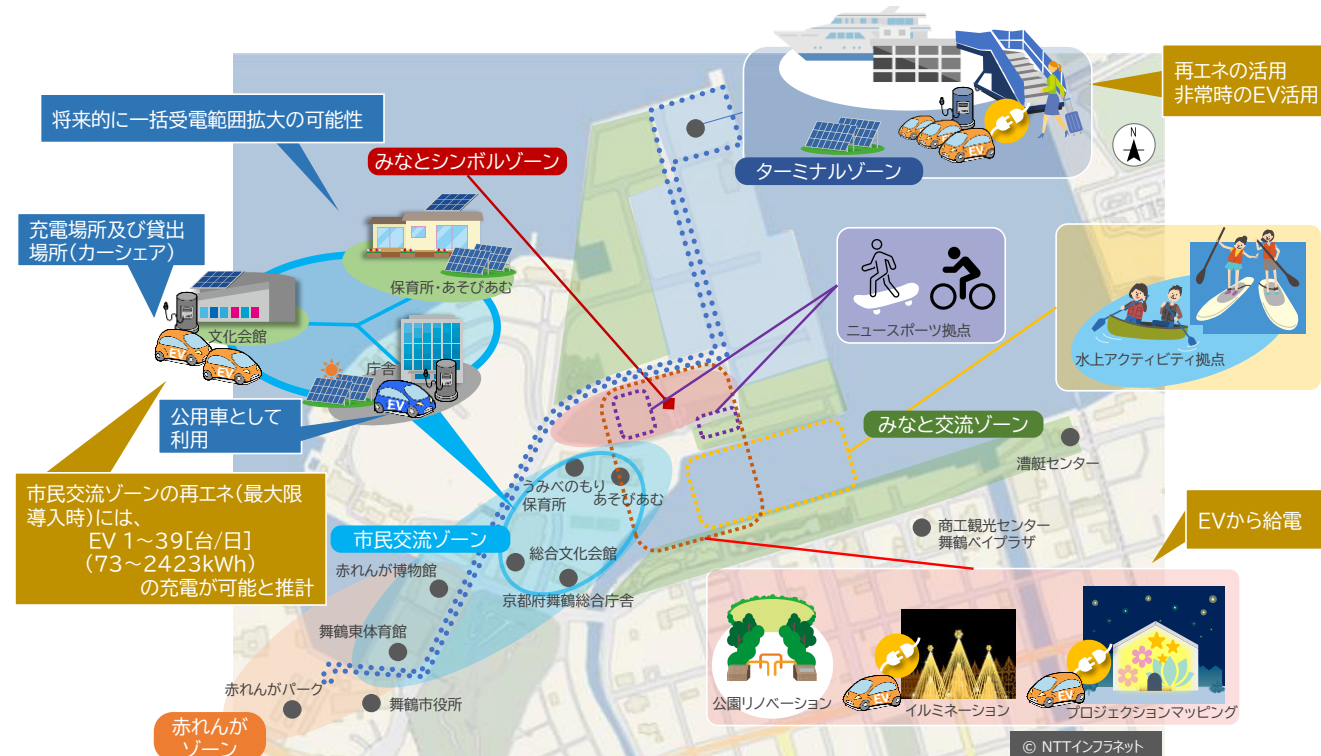 再エネの活用
非常時のEV活用
将来的に一括受電範囲拡大の可能性
みなとシンボルゾーン
ターミナルゾーン
EV
N
充電場所及び貸出
場所(カーシェア)
保育所・あそびあむ
文化会館
EV
EV
庁舎
EV
公用車として
利用
ニュースポーツ拠点
水上アクティビティ拠点
みなと交流ゾーン
漕艇センター
市民交流ゾーンの再エネ(最大限
導入時)には、
EV 1~39[台/日]
(73~2423kWh)
の充電が可能と推計
うみべのもり
保育所
あそびあむ
市民交流ゾーン
総合文化会館
赤れんが博物館
京都府舞鶴総合庁舎
商工観光センター
舞鶴ベイプラザ
EVから給電
舞鶴東体育館
赤れんがパーク
舞鶴市役所
赤れんが
ゾーン
公園リノベーション
EV
イルミネーション
EV
プロジェクションマッピング
© NTTインフラネット